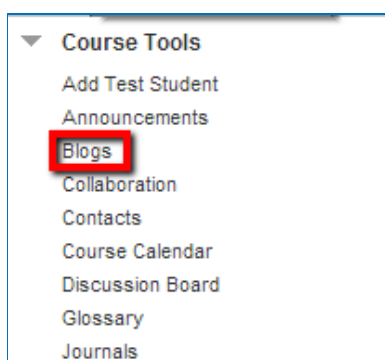 Course Tools
Add Test Student
Announcements
Blogs
Collaboration
Contacts
Course Calendar
Discussion Board
Glossary
Journals